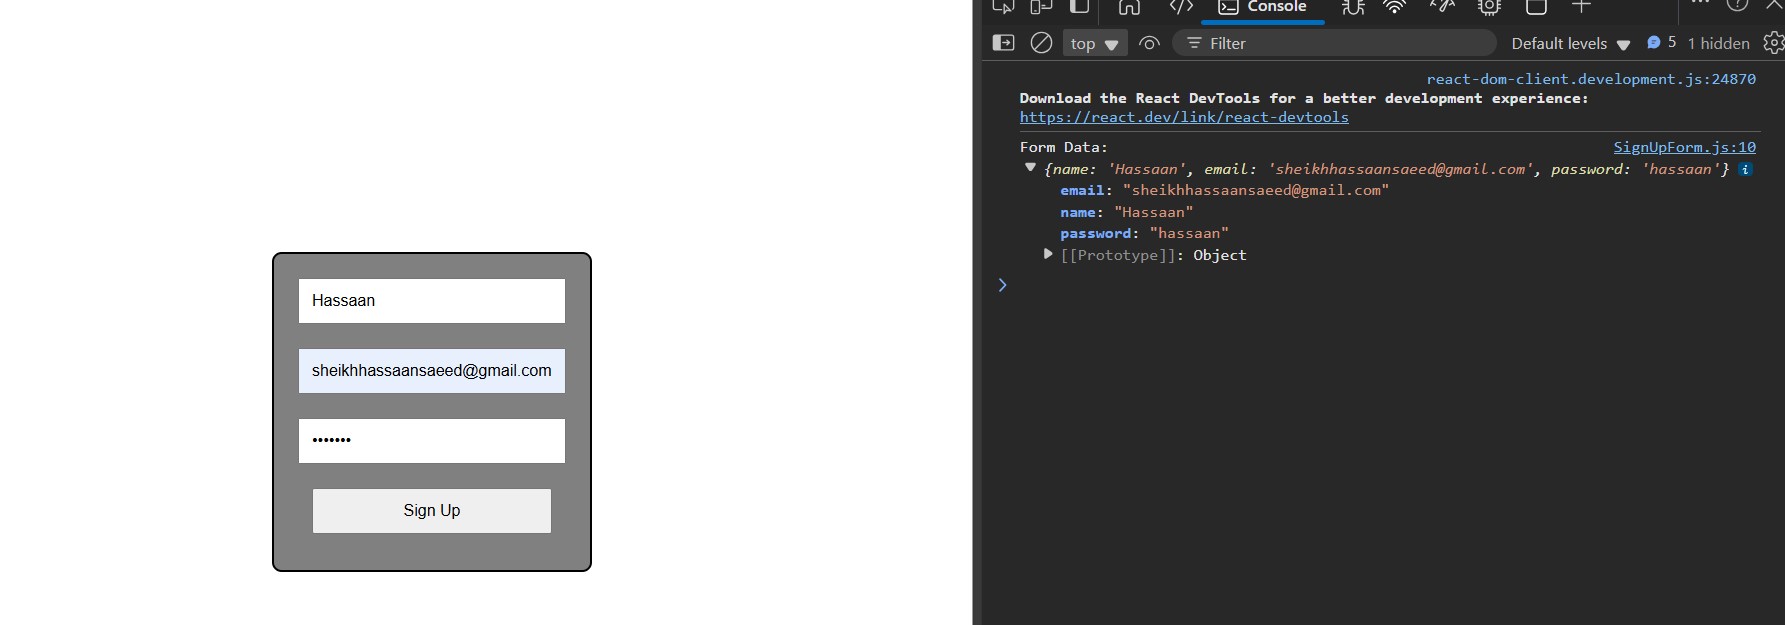 Hassaan
sheikhhassaansaeed@gmail.com
•••••••
Sign Up
Console
top
Filter
Default levels
5
1 hidden
react-dom-client.development.js:24870
Download the React DevTools for a better development experience:
https://react.dev/link/react-devtools
Form Data:
SignUpForm.js:10
{name: 'Hassaan', email: 'sheikhhassaansaeed@gmail.com', password: 'hassaan'}
email: "sheikhhassaansaeed@gmail.com"
name: "Hassaan"
password: "hassaan"
[[Prototype]]: Object